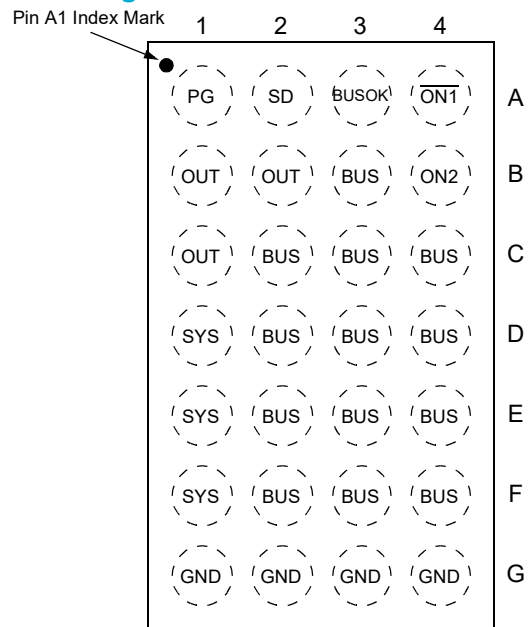 Pin A1 Index Mark
1 2 3 4
PG SD BUSOK O̅N̅1̅ A
OUT OUT BUS ON2 B
OUT BUS BUS BUS C
SYS BUS BUS BUS D
SYS BUS BUS BUS E
SYS BUS BUS BUS F
GND GND GND GND G